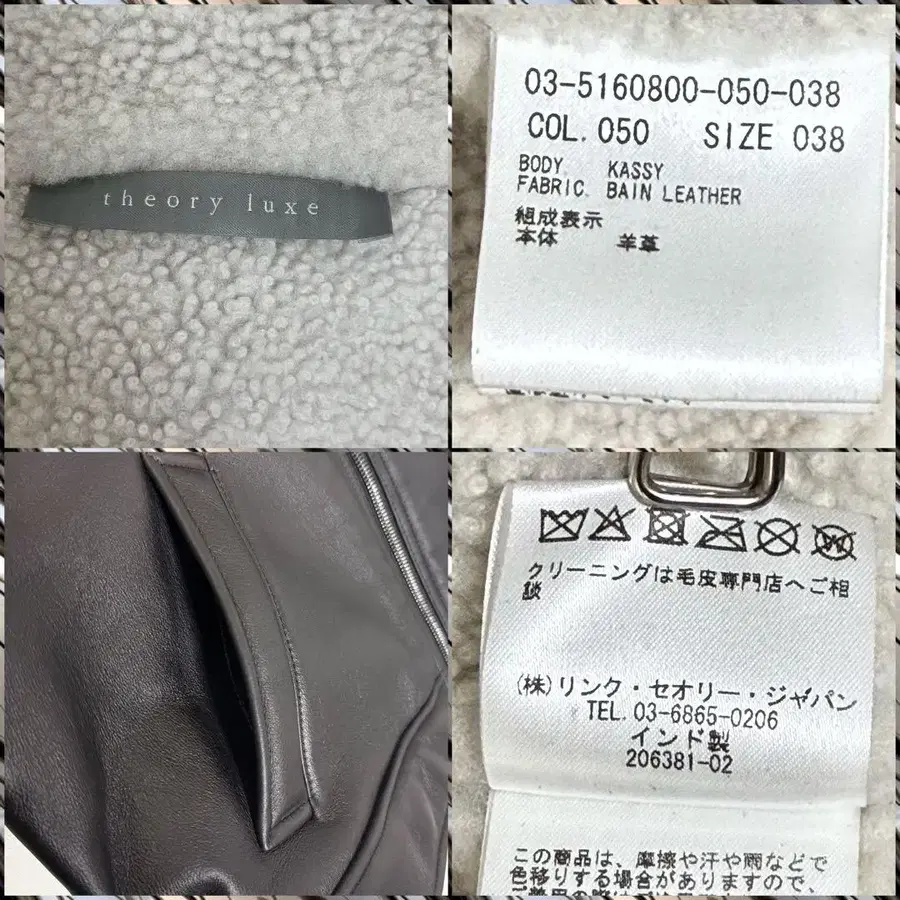 theory luxe
03-5160800-050-038
COL. 050 SIZE 038
BODY KASSY
FABRIC BAIN LEATHER
組成表示
本体 羊革
クリーニングは毛皮専門店へご相
談
(株)リンク・セオリー・ジャパン
TEL. 03-6865-0206
インド製
206381-02
この商品は、摩擦や汗や雨などで
色移りする場合がありますので、